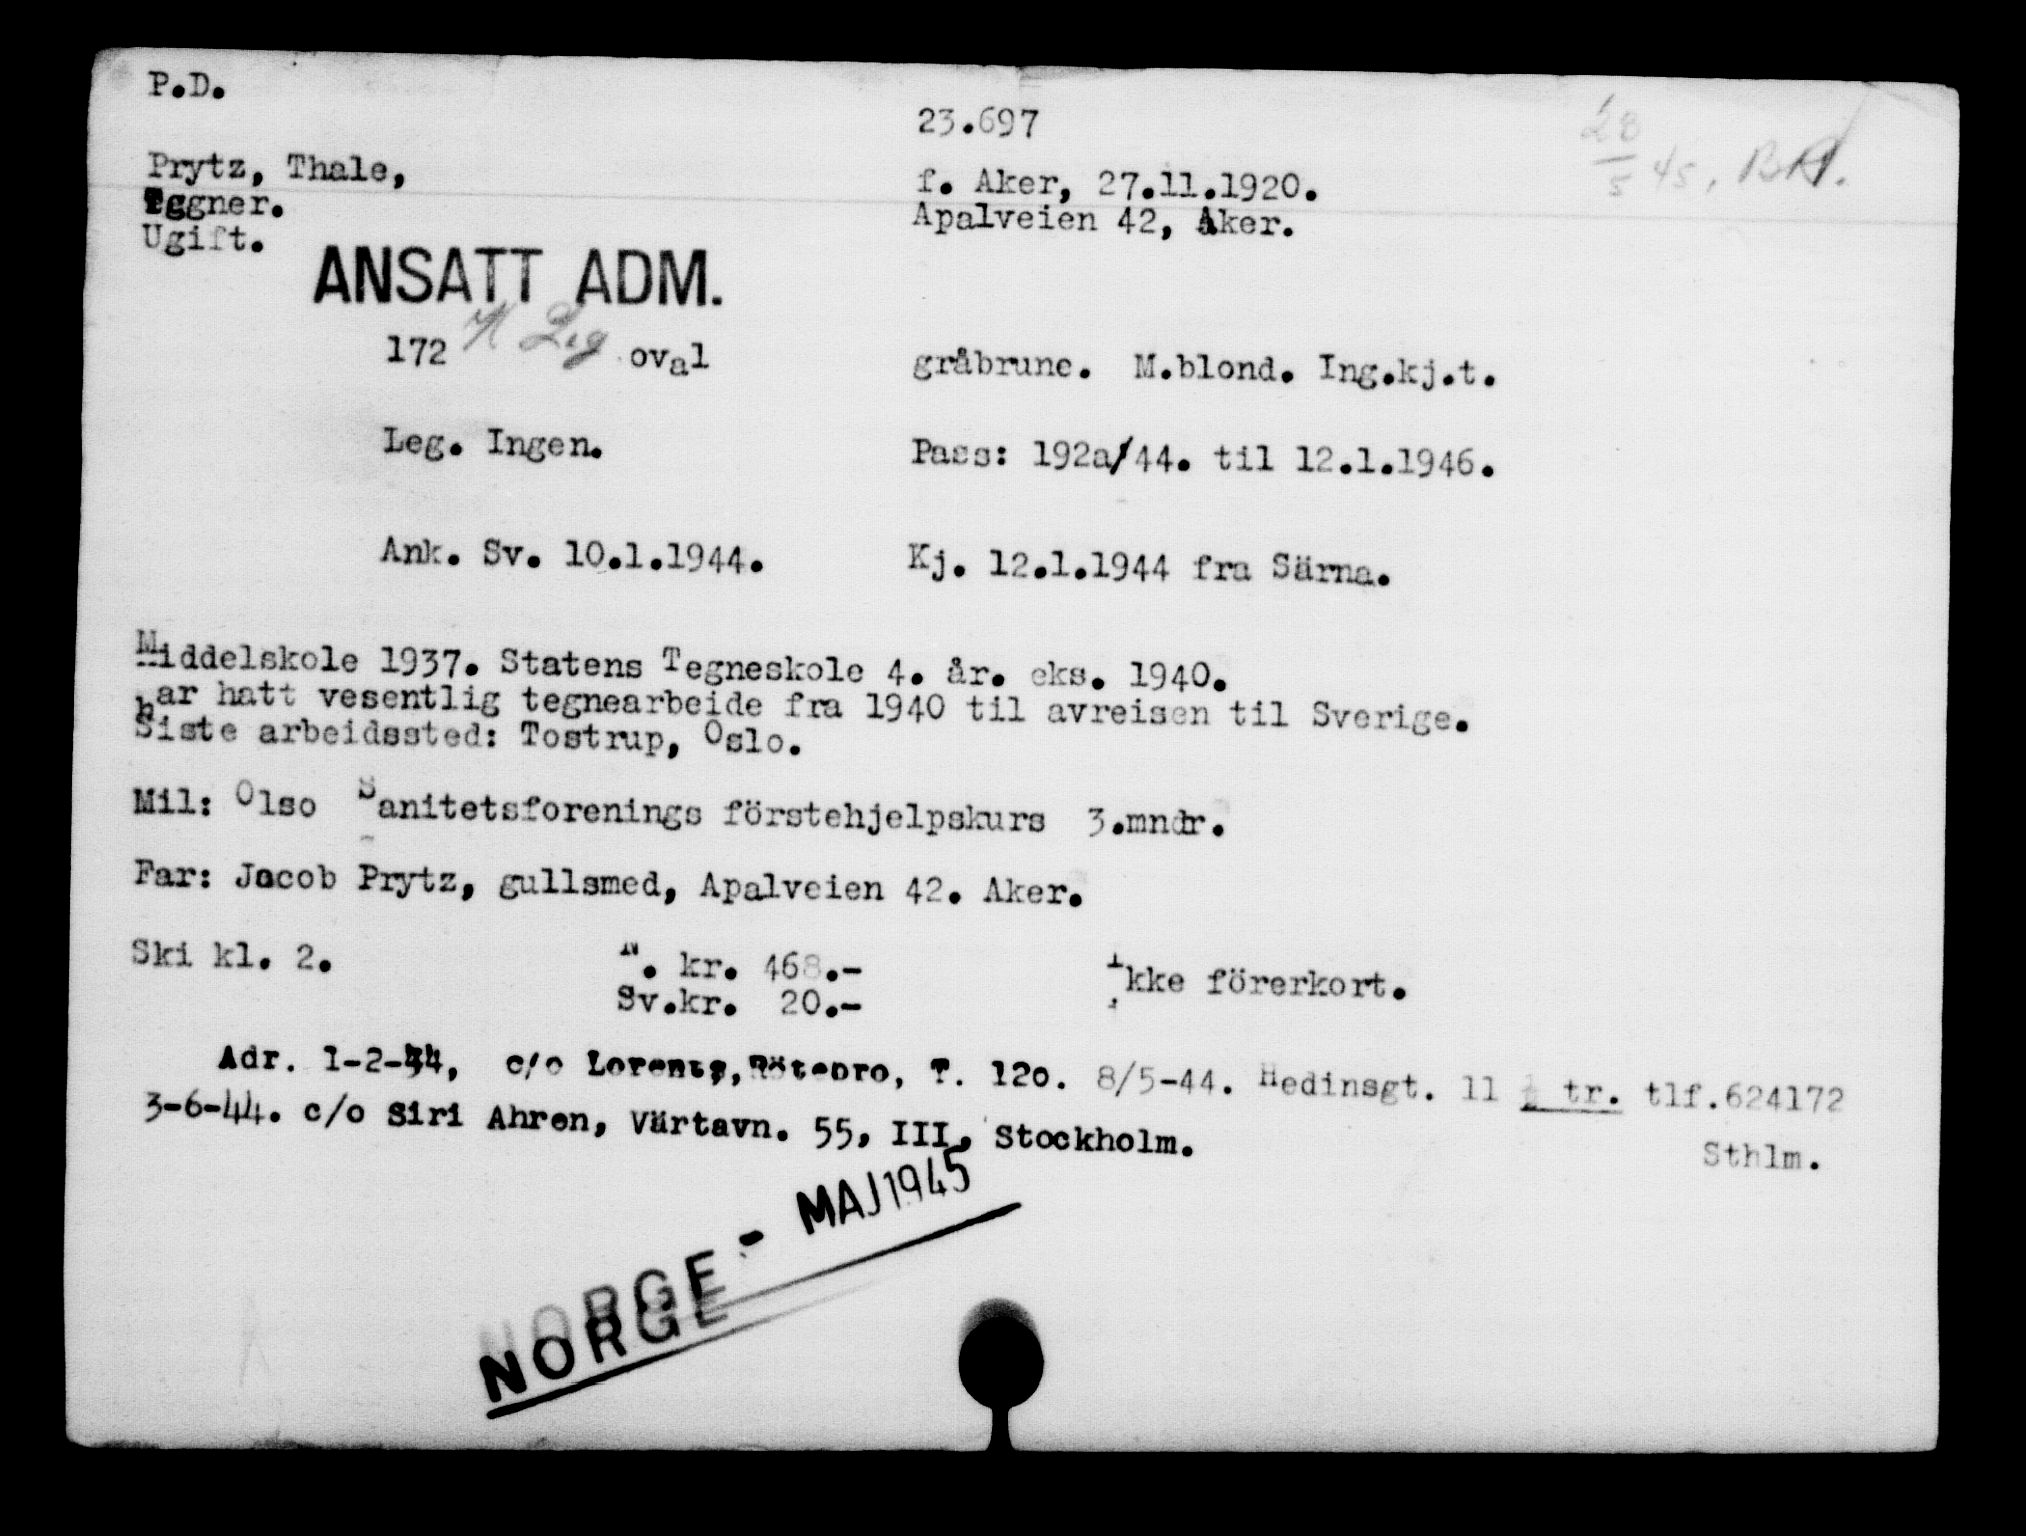 P.D.
23.697
28/5 45. BA.
Prytz, Thale,
f. Aker, 27.11.1920.
Tegner.
Apalveien 42, Aker.
Ugift.
ANSATT ADM.
172 oval
gråbrune. M.blond. Ing.kj.t.
Leg. Ingen.
Pass: 192a/44. til 12.1.1946.
Ank. Sv. 10.1.1944.
Kj. 12.1.1944 fra Särna.
Middelskole 1937. Statens Tegneskole 4. år. eks. 1940.
har hatt vesentlig tegnearbeide fra 1940 til avreisen til Sverige.
Siste arbeidssted: Tostrup, Oslo.
Mil: Olso Sanitetsforenings förstehjelpskurs 3.mndr.
Far: Jacob Prytz, gullsmed, Apalveien 42. Aker.
Ski kl. 2.
N. kr. 468.-
Ikke förerkort.
Sv.kr. 20.-
Adr. 1-2-44, c/o Lorentz, Rötebro, T. 120. 8/5-44. Hedinsgt. 11 tr. tlf.624172
3-6-44. c/o Siri Ahren, Värtavn. 55, III, Stockholm.
Sthlm.
NORGE - MAJ 1945